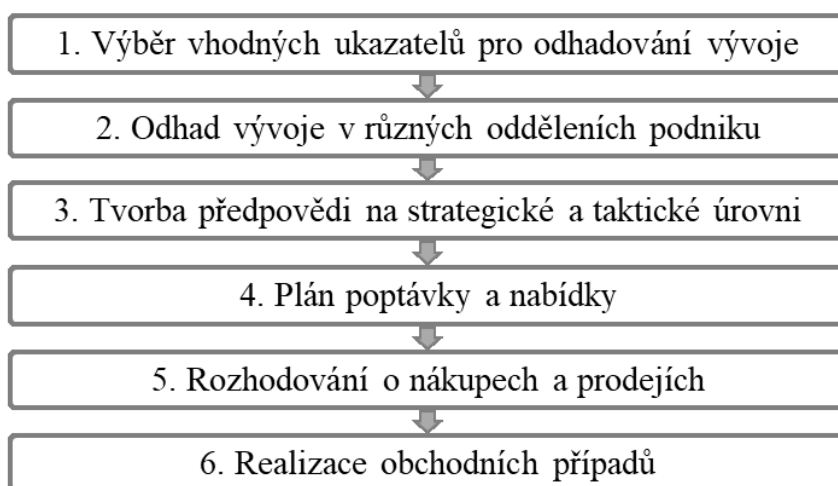 1. Výběr vhodných ukazatelů pro odhadování vývoje
2. Odhad vývoje v různých odděleních podniku
3. Tvorba předpovědi na strategické a taktické úrovni
4. Plán poptávky a nabídky
5. Rozhodování o nákupech a prodejích
6. Realizace obchodních případů